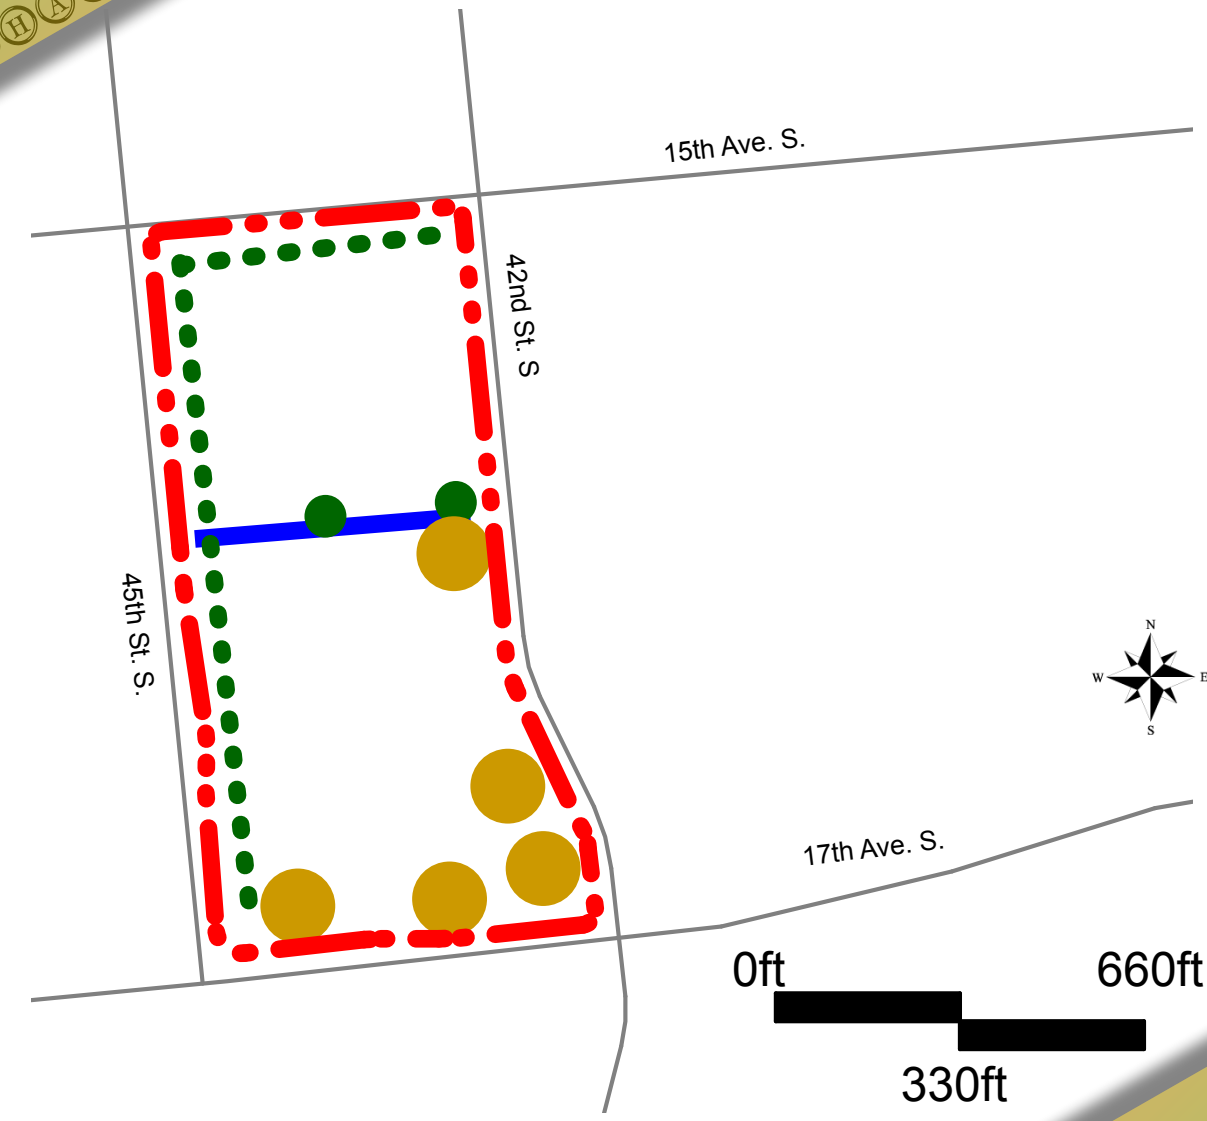 H A
15th Ave. S.
42nd St. S
45th St. S.
N
W E
S
17th Ave. S.
0ft 660ft
330ft